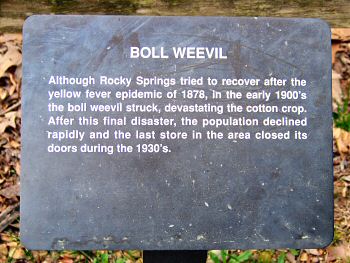 BOLL WEEVIL
Although Rocky Springs tried to recover after the
yellow fever epidemic of 1878, in the early 1900's
the boll weevil struck, devastating the cotton crop.
After this final disaster, the population declined
rapidly and the last store in the area closed its
doors during the 1930's.